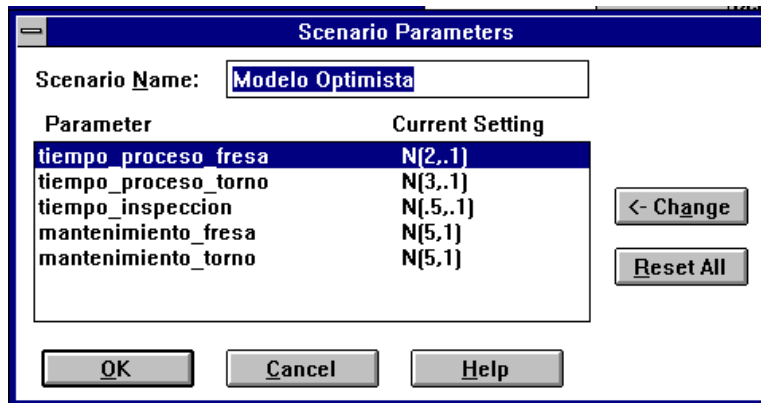 Scenario Parameters
Scenario Name: Modelo Optimista
Parameter Current Setting
tiempo_proceso_fresa N(2,.1)
tiempo_proceso_torno N(3,.1)
tiempo_inspeccion N(.5,.1)
mantenimiento_fresa N(5,1)
mantenimiento_torno N(5,1)
<- Change
Reset All
OK Cancel Help